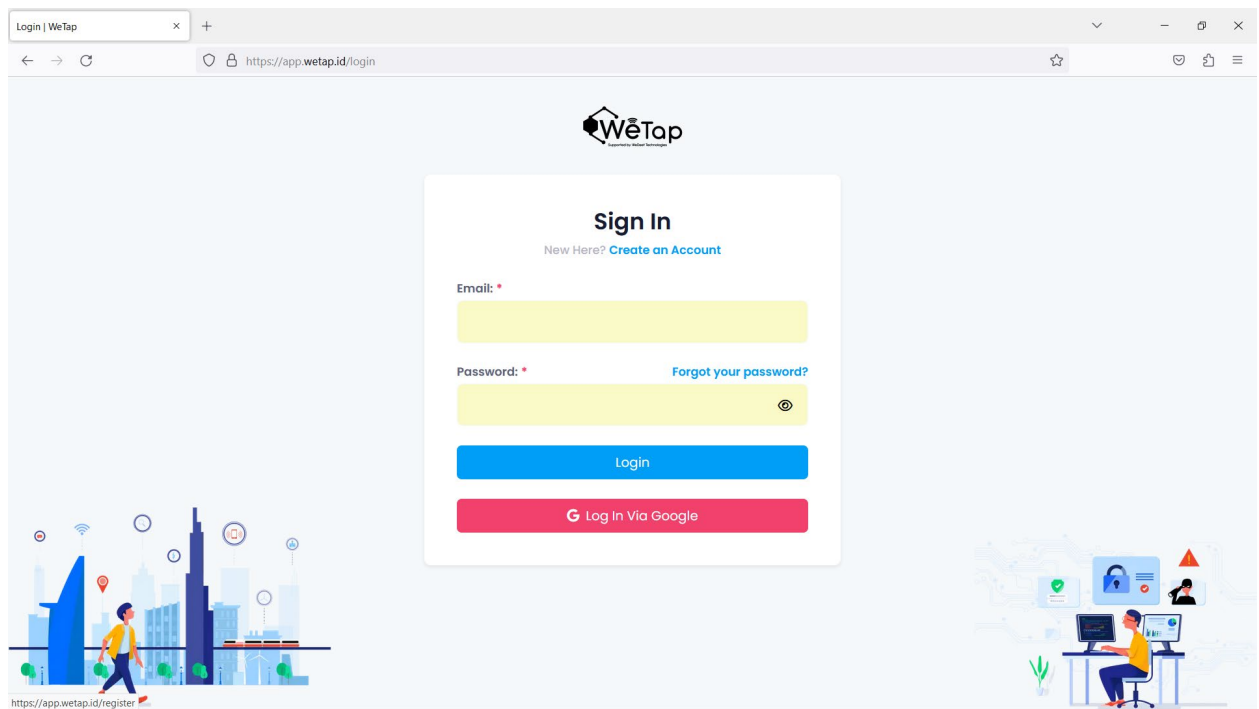 Login | WeTap
https://app.wetap.id/login
WeTap
Sign In
New Here? Create an Account
Email: *
Password: * Forgot your password?
Login
G Log In Via Google
https://app.wetap.id/register